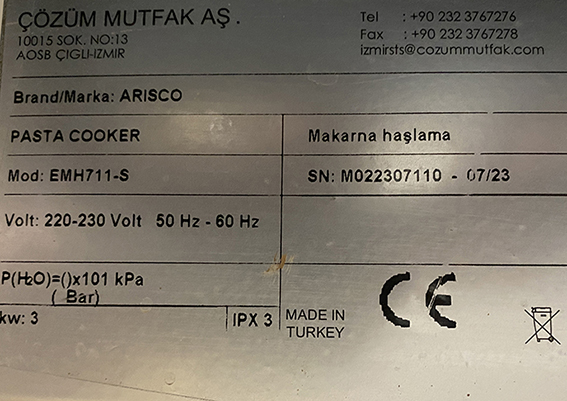 ÇÖZÜM MUTFAK AŞ .
10015 SOK. NO:13
AOSB ÇIGLI-IZMIR
Tel : +90 232 3767276
Fax : +90 232 3767278
izmirsts@cozummutfak.com
Brand/Marka: ARISCO
PASTA COOKER
Makarna haşlama
Mod: EMH711-S
SN: M022307110 - 07/23
Volt: 220-230 Volt 50 Hz - 60 Hz
P(H2O)=()x101 kPa
( Bar)
kw: 3
IPX 3
MADE IN
TURKEY
CE